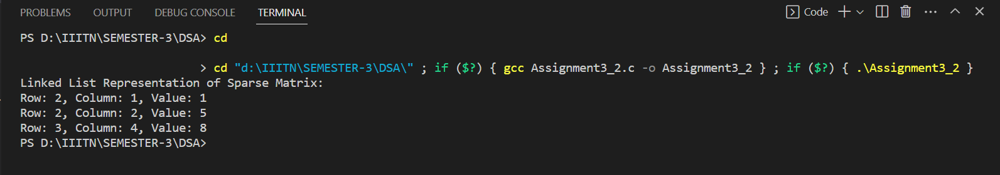 PROBLEMS OUTPUT DEBUG CONSOLE TERMINAL Code
PS D:\IIITN\SEMESTER-3\DSA> cd
> cd "d:\IIITN\SEMESTER-3\DSA\" ; if ($?) { gcc Assignment3_2.c -o Assignment3_2 } ; if ($?) { .\Assignment3_2 }
Linked List Representation of Sparse Matrix:
Row: 2, Column: 1, Value: 1
Row: 2, Column: 2, Value: 5
Row: 3, Column: 4, Value: 8
PS D:\IIITN\SEMESTER-3\DSA>